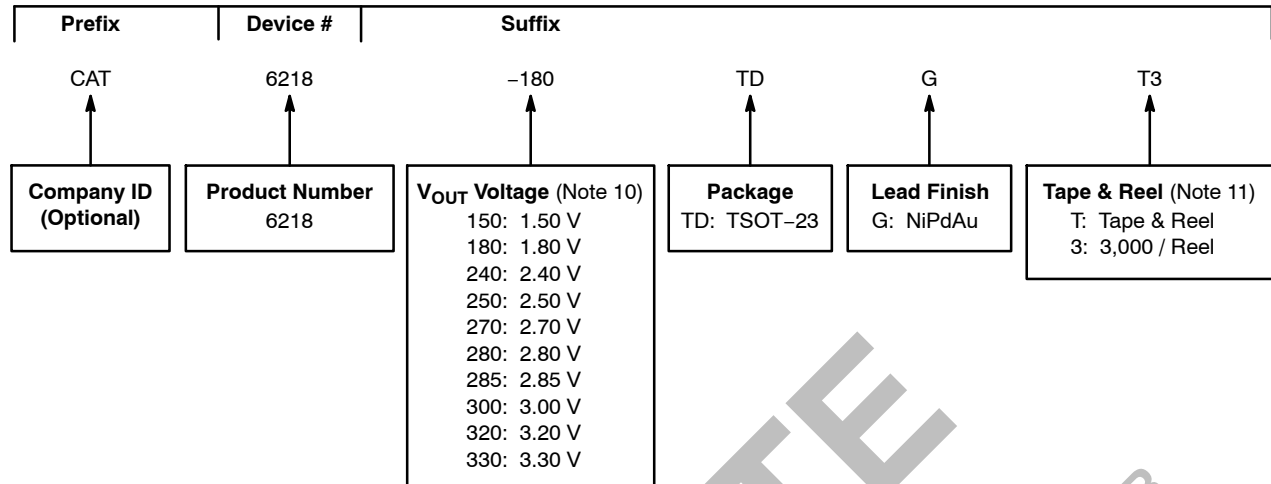 Prefix Device # Suffix
CAT 6218 −180 TD G T3
Company ID
(Optional)
Product Number
6218
VOUT Voltage (Note 10)
150: 1.50 V
180: 1.80 V
240: 2.40 V
250: 2.50 V
270: 2.70 V
280: 2.80 V
285: 2.85 V
300: 3.00 V
320: 3.20 V
330: 3.30 V
Package
TD: TSOT−23
Lead Finish
G: NiPdAu
Tape & Reel (Note 11)
T: Tape & Reel
3: 3,000 / Reel